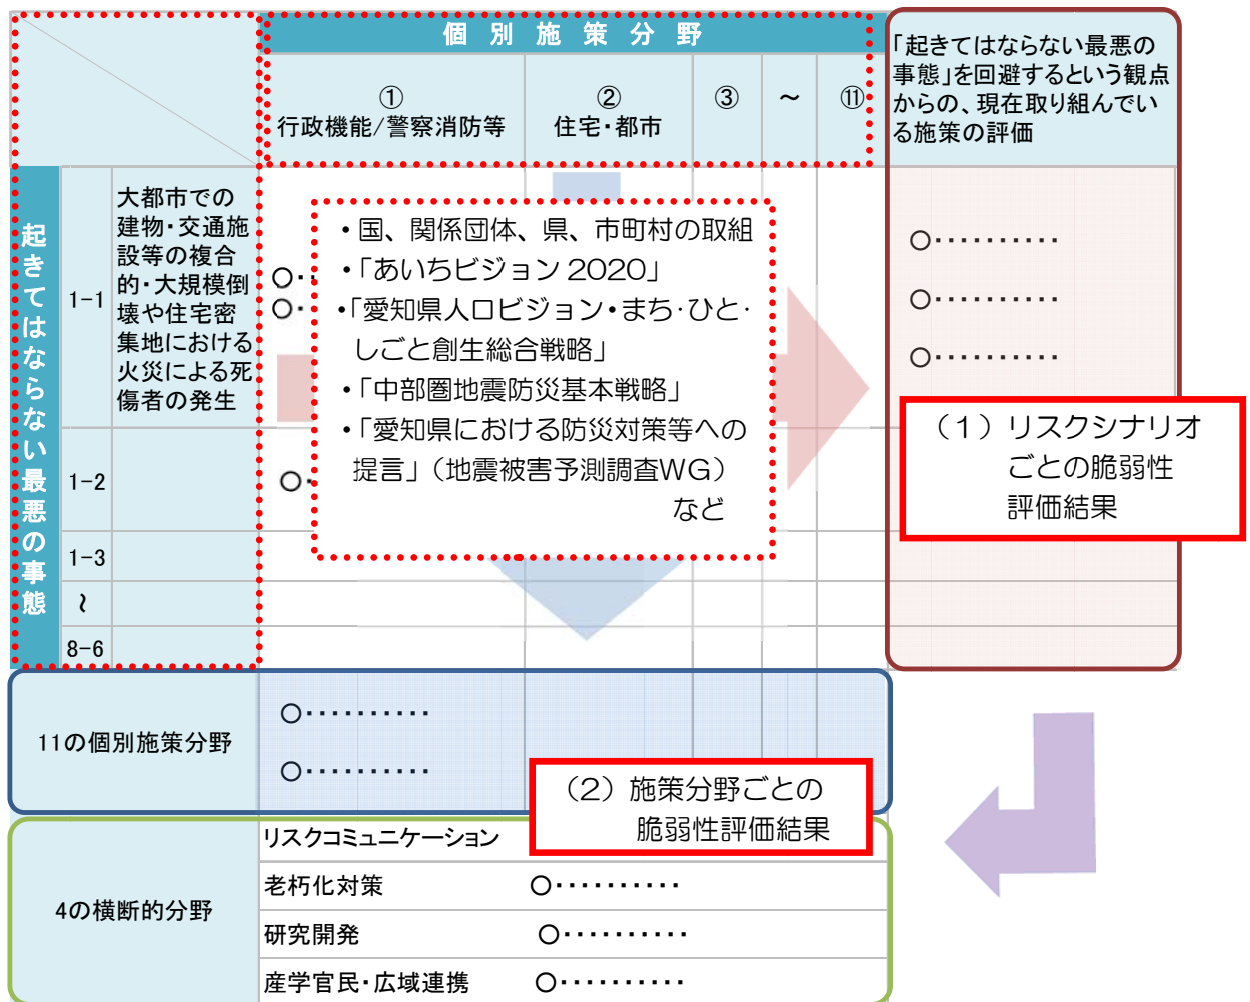 個別施策分野
①
行政機能/警察消防等
②
住宅・都市
③
～
⑪
「起きてはならない最悪の
事態」を回避するという観点
からの、現在取り組んでい
る施策の評価
起きてはならない最悪の事態
1-1
大都市での
建物・交通施
設等の複合
的・大規模倒
壊や住宅密
集地における
火災による死
傷者の発生
○‥
○‥
・国、関係団体、県、市町村の取組
・「あいちビジョン 2020」
・「愛知県人口ビジョン・まち・ひと・
しごと創生総合戦略」
・「中部圏地震防災基本戦略」
・「愛知県における防災対策等への
提言」（地震被害予測調査WG）
など
○‥‥‥‥‥
○‥‥‥‥‥
○‥‥‥‥‥
（1）リスクシナリオ
ごとの脆弱性
評価結果
1-2
○‥
1-3
～
8-6
11の個別施策分野
○‥‥‥‥‥
○‥‥‥‥‥
（2）施策分野ごとの
脆弱性評価結果
4の横断的分野
リスクコミュニケーション
老朽化対策
○‥‥‥‥‥
研究開発
○‥‥‥‥‥
産学官民・広域連携
○‥‥‥‥‥